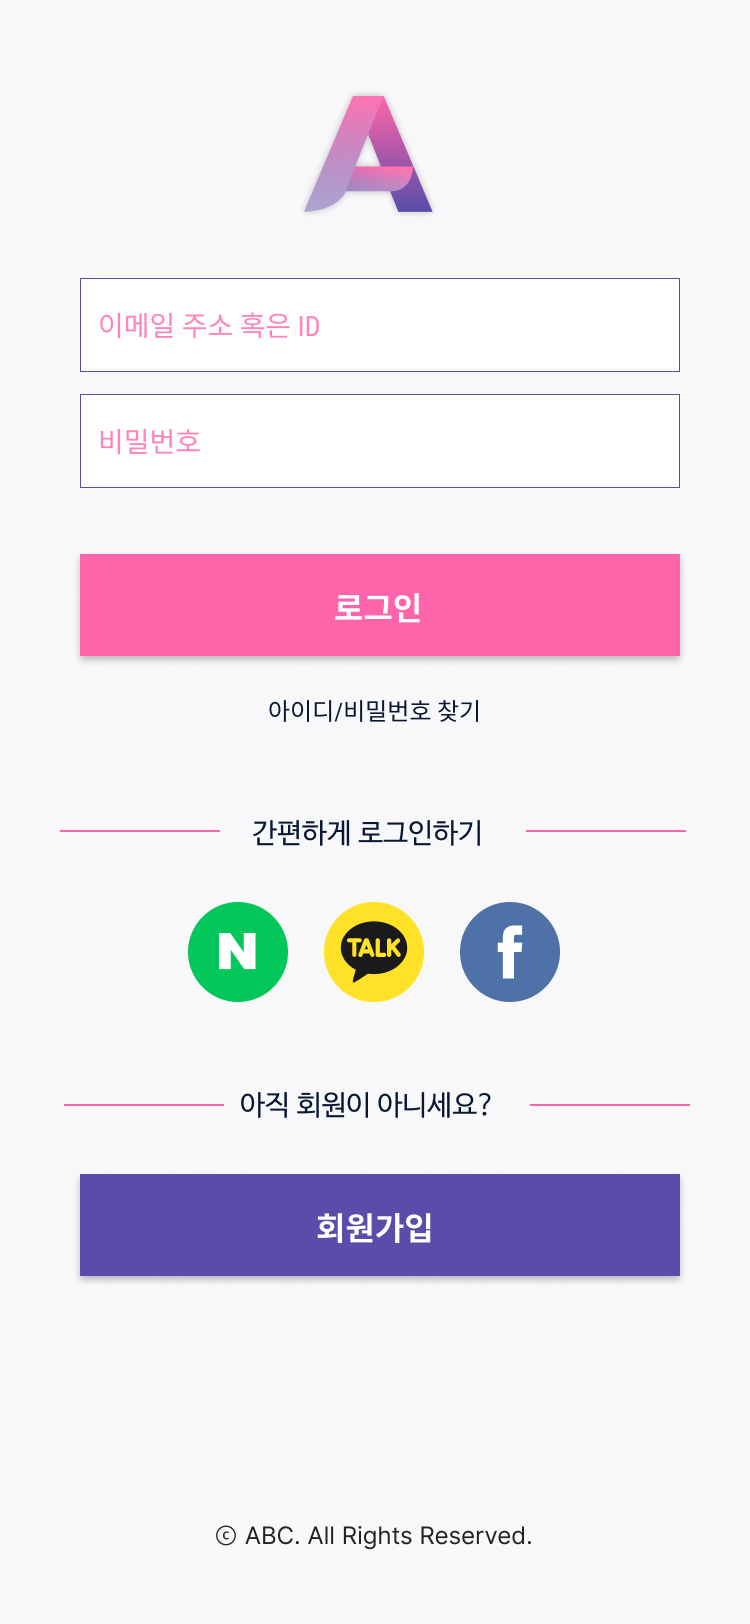 A
이메일 주소 혹은 ID
비밀번호
로그인
아이디/비밀번호 찾기
간편하게 로그인하기
N
TALK
f
아직 회원이 아니세요?
회원가입
ⓒ ABC. All Rights Reserved.